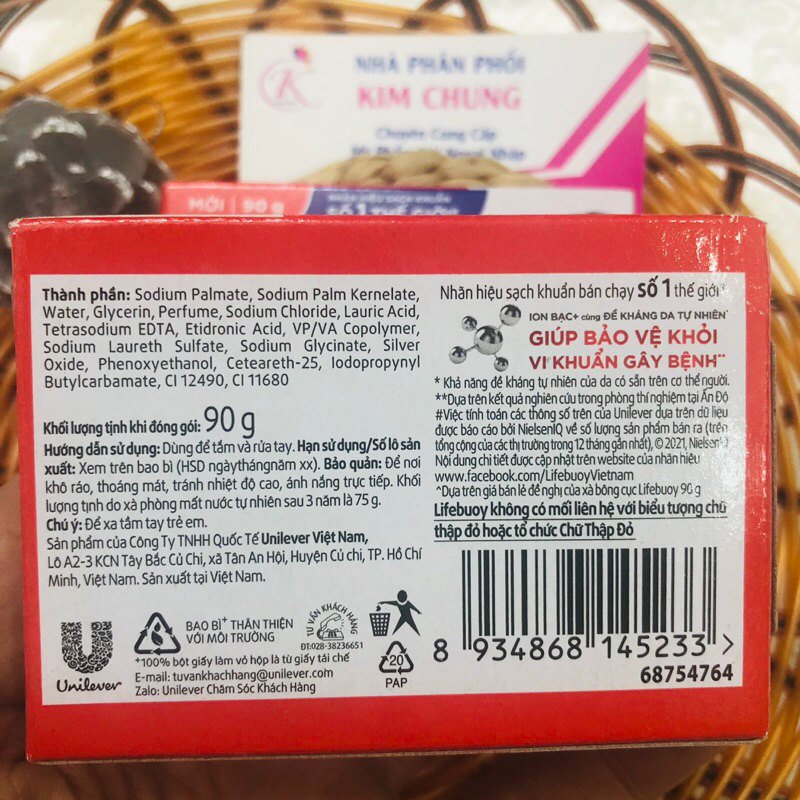 NHÀ PHÂN PHỐI
KIM CHUNG
Chuyên Cung Cấp
MỚI | 90 g
SỐ 1 THẾ GIỚI
Thành phần: Sodium Palmate, Sodium Palm Kernelate,
Water, Glycerin, Perfume, Sodium Chloride, Lauric Acid,
Tetrasodium EDTA, Etidronic Acid, VP/VA Copolymer,
Sodium Laureth Sulfate, Sodium Glycinate, Silver
Oxide, Phenoxyethanol, Ceteareth-25, Iodopropynyl
Butylcarbamate, CI 12490, CI 11680
Khối lượng tịnh khi đóng gói: 90 g
Hướng dẫn sử dụng: Dùng để tắm và rửa tay. Hạn sử dụng/Số lô sản
xuất: Xem trên bao bì (HSD ngàythángnăm xx). Bảo quản: Để nơi
khô ráo, thoáng mát, tránh nhiệt độ cao, ánh nắng trực tiếp. Khối
lượng tịnh do xà phòng mất nước tự nhiên sau 3 năm là 75 g.
Chú ý: Để xa tầm tay trẻ em.
Sản phẩm của Công Ty TNHH Quốc Tế Unilever Việt Nam,
Lô A2-3 KCN Tây Bắc Củ Chi, xã Tân An Hội, Huyện Củ chi, TP. Hồ Chí
Minh, Việt Nam. Sản xuất tại Việt Nam.
Unilever
BAO BÌ+ THÂN THIỆN
VỚI MÔI TRƯỜNG
TƯ VẤN KHÁCH HÀNG
ĐT:028-38236651
+100% bột giấy làm vỏ hộp là từ giấy tái chế
E-mail: tuvankhachhang@unilever.com
Zalo: Unilever Chăm Sóc Khách Hàng
20
PAP
Nhãn hiệu sạch khuẩn bán chạy số 1 thế giới#
ION BẠC+ cùng ĐỀ KHÁNG DA TỰ NHIÊN*
GIÚP BẢO VỆ KHỎI
VI KHUẨN GÂY BỆNH**
* Khả năng đề kháng tự nhiên của da có sẵn trên cơ thể người.
**Dựa trên kết quả nghiên cứu trong phòng thí nghiệm tại Ấn Độ
#Việc tính toán các thông số trên của Unilever dựa trên dữ liệu
được báo cáo bởi NielsenIQ về số lượng sản phẩm bán ra (trên
tổng cộng của các thị trường trong 12 tháng gần nhất), © 2021, NielsenIQ
Nội dung chi tiết được cập nhật trên website của nhãn hiệu
www.facebook.com/LifebuoyVietnam
^Dựa trên giá bán lẻ đề nghị của xà bông cục Lifebuoy 90 g
Lifebuoy không có mối liên hệ với biểu tượng chữ
thập đỏ hoặc tổ chức Chữ Thập Đỏ
8 934868 145233 >
68754764